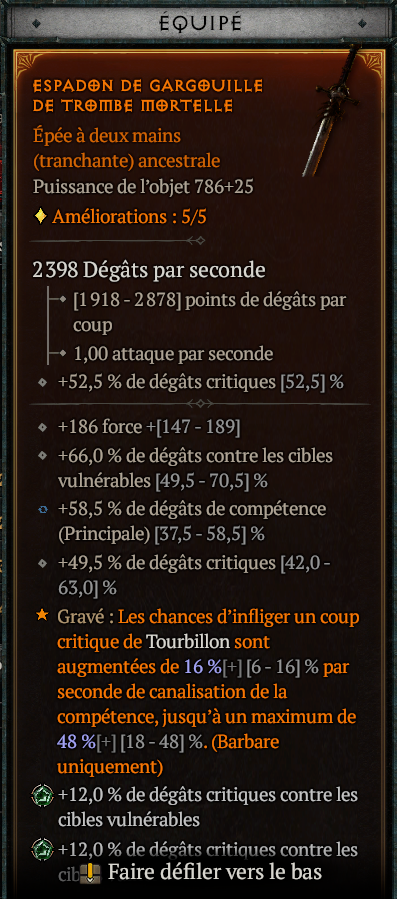 ÉQUIPÉ
ESPADON DE GARGOUILLE
DE TROMBE MORTELLE
Épée à deux mains
(tranchante) ancestrale
Puissance de l'objet 786+25
Améliorations : 5/5
2 398 Dégâts par seconde
[1 918 - 2 878] points de dégâts par
coup
1,00 attaque par seconde
+52,5 % de dégâts critiques [52,5] %
+186 force +[147 - 189]
+66,0 % de dégâts contre les cibles
vulnérables [49,5 - 70,5] %
+58,5 % de dégâts de compétence
(Principale) [37,5 - 58,5] %
+49,5 % de dégâts critiques [42,0 -
63,0] %
Gravé : Les chances d'infliger un coup
critique de Tourbillon sont
augmentées de 16 %[+] [6 - 16] % par
seconde de canalisation de la
compétence, jusqu'à un maximum de
48 %[+] [18 - 48] %. (Barbare
uniquement)
+12,0 % de dégâts critiques contre les
cibles vulnérables
+12,0 % de dégâts critiques contre les
Faire défiler vers le bas